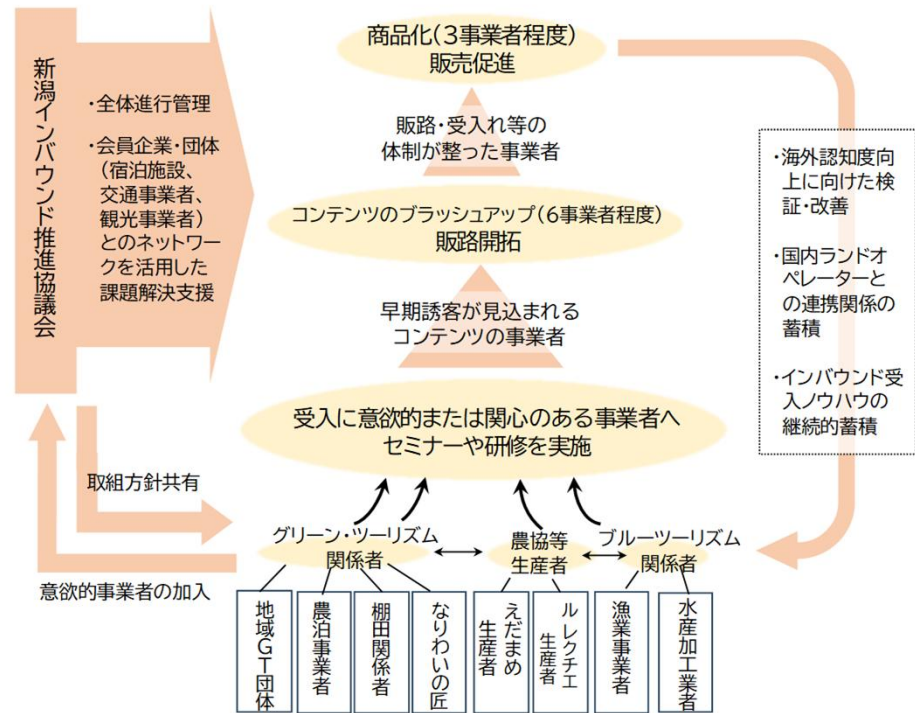 新潟インバウンド推進協議会
・全体進行管理
・会員企業・団体
(宿泊施設、
交通事業者、
観光事業者)
とのネットワー
クを活用した
課題解決支援
商品化(3事業者程度)
販売促進
販路・受入れ等の
体制が整った事業者
コンテンツのブラッシュアップ(6事業者程度)
販路開拓
早期誘客が見込まれる
コンテンツの事業者
受入に意欲的または関心のある事業者へ
セミナーや研修を実施
・海外認知度向
上に向けた検
証・改善
・国内ランドオ
ペレーターと
の連携関係の
蓄積
・インバウンド受
入ノウハウの
継続的蓄積
取組方針共有
意欲的事業者の加入
グリーン・ツーリズム
関係者
農協等
生産者
ブルーツーリズム
関係者
地域GT団体
農泊事業者
棚田関係者
なりわいの匠
えだまめ
生産者
ル レクチエ
生産者
漁業事業者
水産加工業者